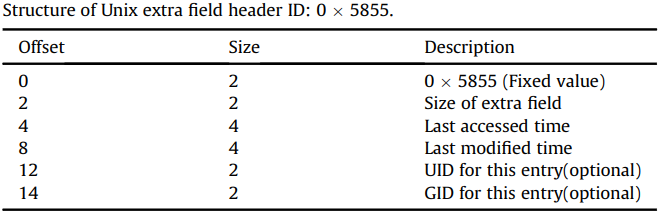 Structure of Unix extra field header ID: 0 × 5855.
Offset Size Description
0 2 0 × 5855 (Fixed value)
2 2 Size of extra field
4 4 Last accessed time
8 4 Last modified time
12 2 UID for this entry(optional)
14 2 GID for this entry(optional)